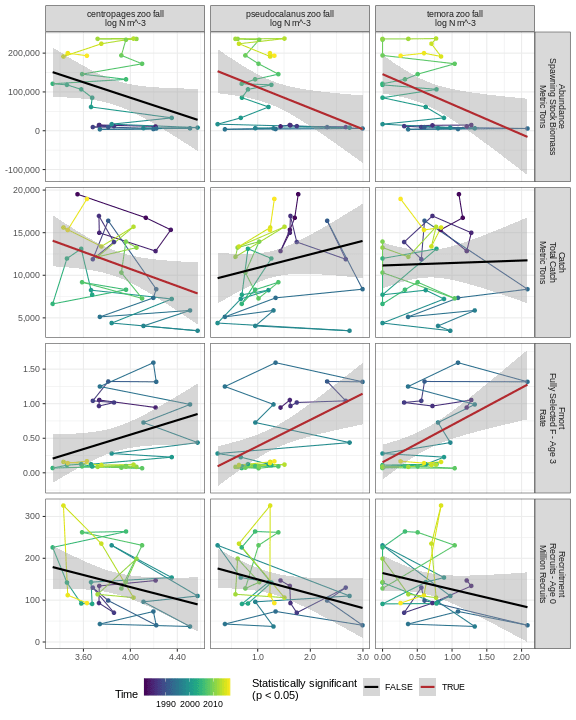 centropages zoo fall
log N m^-3
pseudocalanus zoo fall
log N m^-3
temora zoo fall
log N m^-3
200,000
100,000
0
-100,000
Abundance
Spawning Stock Biomass
Metric Tons
20,000
15,000
10,000
5,000
Catch
Total Catch
Metric Tons
1.50
1.00
0.50
0.00
Fmort
Fully Selected F - Age 3
Rate
300
200
100
0
Recruitment
Recruits - Age 0
Million Recruits
3.60 4.00 4.40
1.0 2.0 3.0
0.00 0.50 1.00 1.50 2.00
Time
1990 2000 2010
Statistically significant
(p < 0.05)
FALSE
TRUE